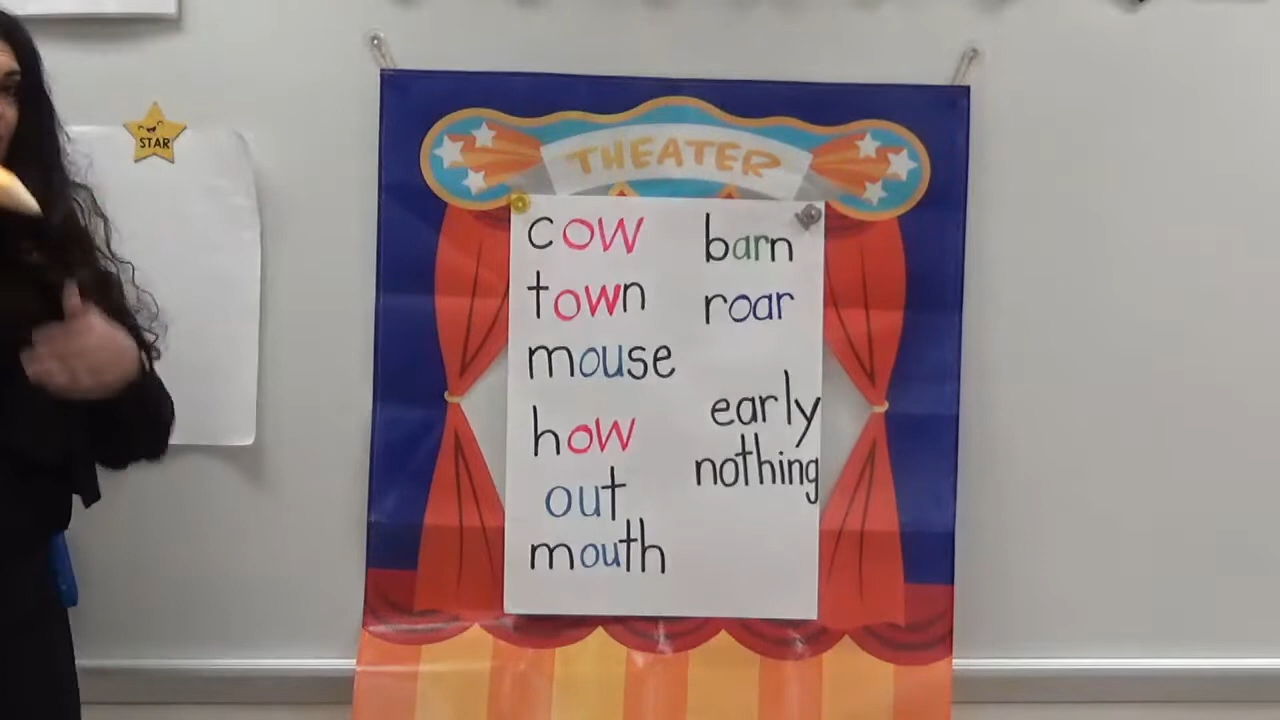 STAR
THEATER
cow
town
mouse
how
out
mouth
barn
roar
early
nothing